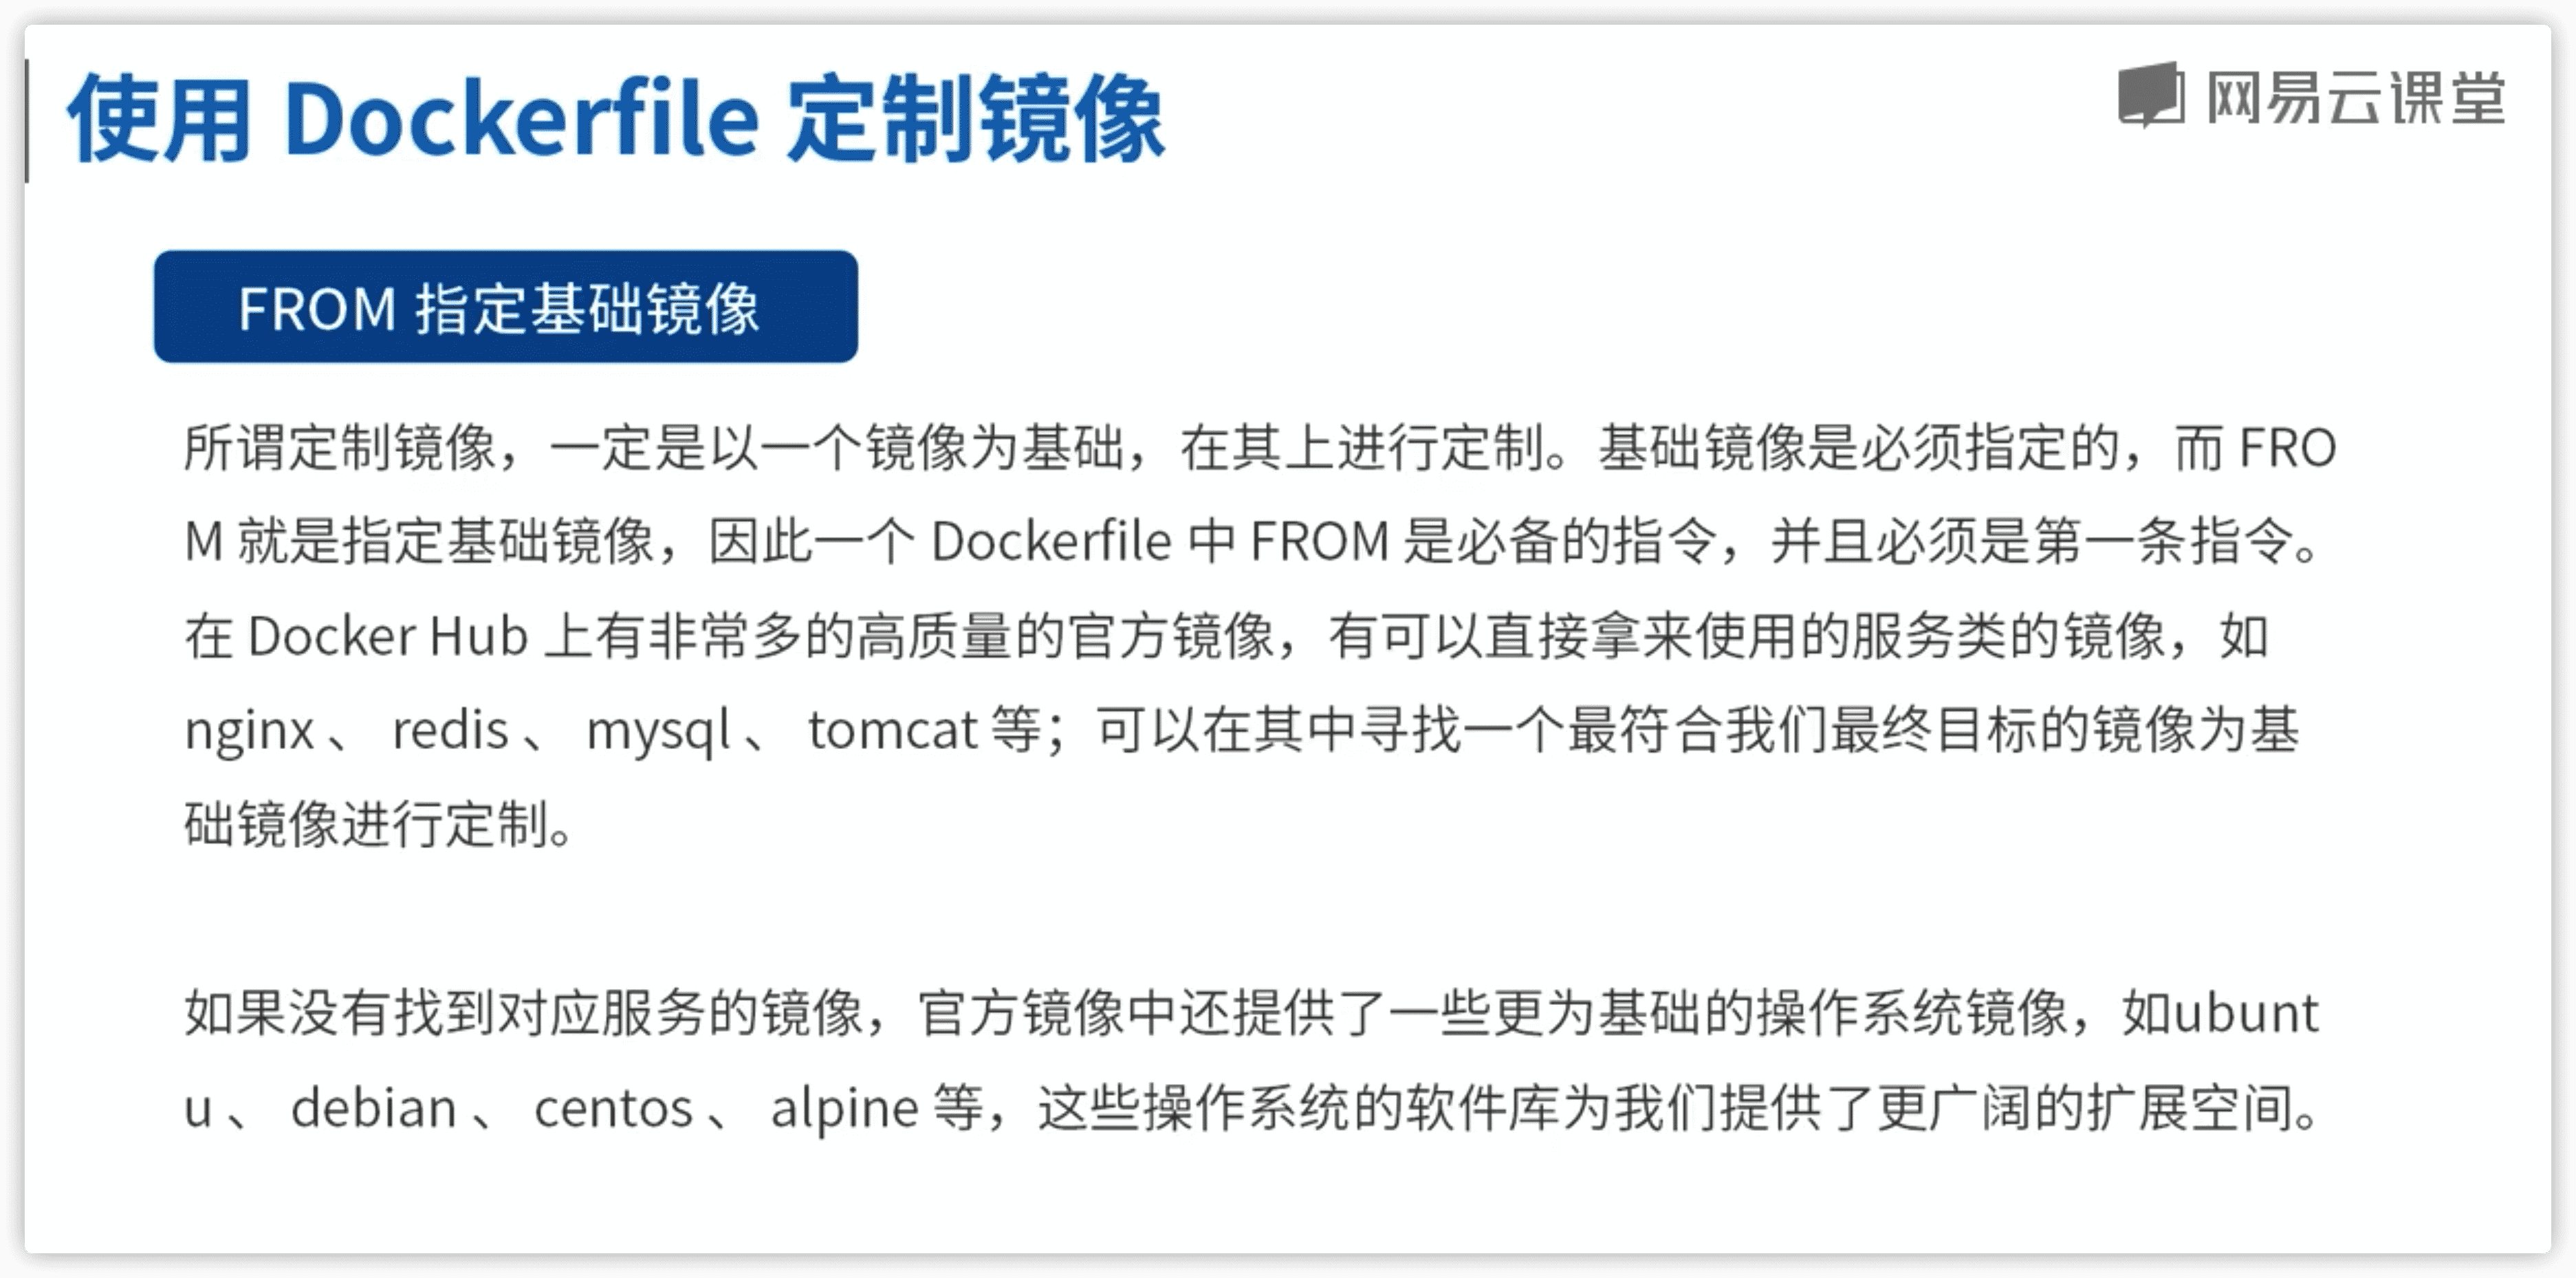 使用 Dockerfile 定制镜像
网易云课堂
FROM 指定基础镜像
所谓定制镜像，一定是以一个镜像为基础，在其上进行定制。基础镜像是必须指定的，而 FRO
M 就是指定基础镜像，因此一个 Dockerfile 中 FROM 是必备的指令，并且必须是第一条指令。
在 Docker Hub 上有非常多的高质量的官方镜像，有可以直接拿来使用的服务类的镜像，如
nginx 、 redis 、 mysql 、 tomcat 等；可以在其中寻找一个最符合我们最终目标的镜像为基
础镜像进行定制。
如果没有找到对应服务的镜像，官方镜像中还提供了一些更为基础的操作系统镜像，如ubunt
u 、 debian 、 centos 、 alpine 等，这些操作系统的软件库为我们提供了更广阔的扩展空间。